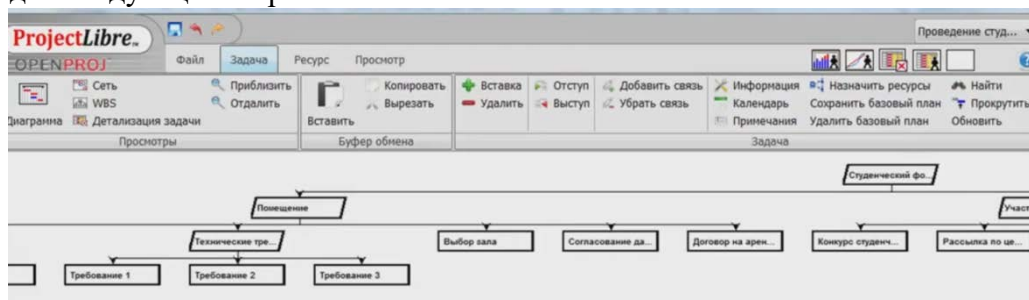 ProjectLibre
OPENPROJ
Проведение студ...
Файл Задача Ресурс Просмотр
Сеть Приблизить Копировать Вставка Отступ Добавить связь Информация Назначить ресурсы Найти
WBS Отдалить Вырезать Удалить Выступ Убрать связь Календарь Сохранить базовый план Прокрутить
Диаграмма Детализация задачи Вставить Примечания Удалить базовый план Обновить
Просмотры Буфер обмена Задача
Студенческий фо...
Помещение Участ
Технические тре... Выбор зала Согласование да... Договор на арен... Конкурс студенч... Рассылка по це...
Требование 1 Требование 2 Требование 3